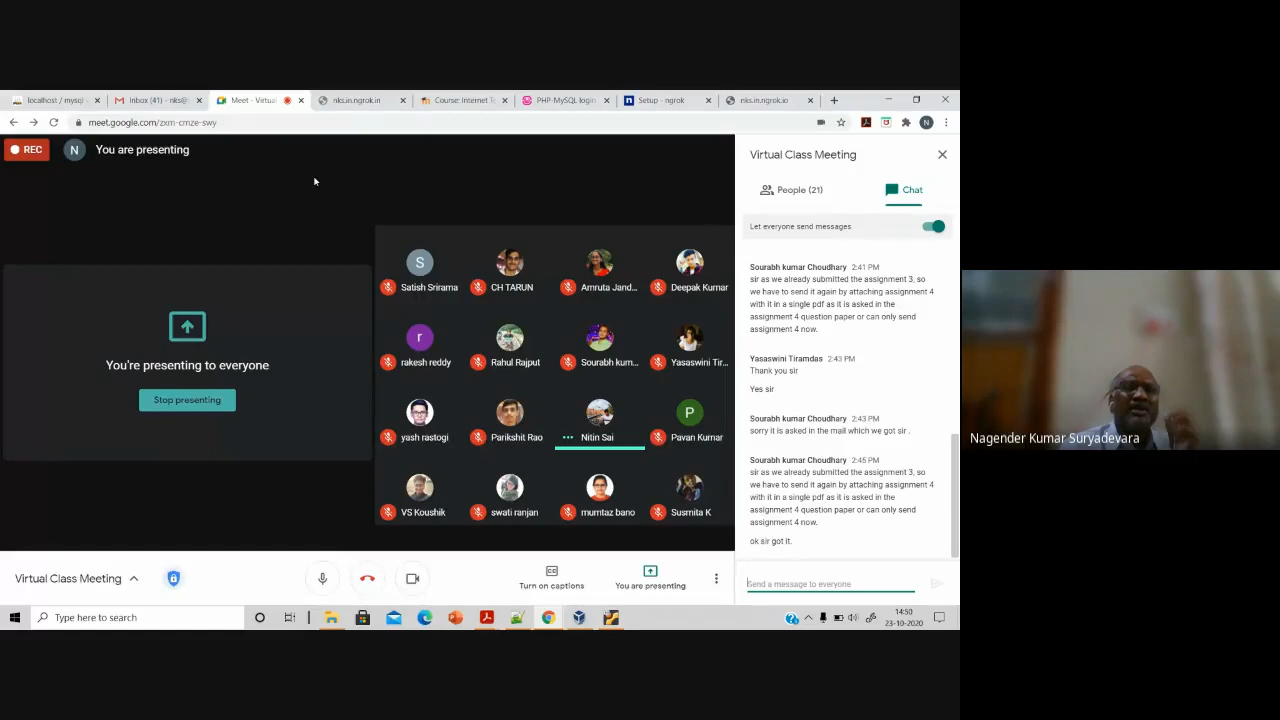 localhost / mysql
Inbox (41) - nks@
Meet - Virtual
nks.in.ngrok.in
Course: Internet Te
PHP-MySQL login
Setup - ngrok
nks.in.ngrok.io
meet.google.com/zxm-cmze-swy
N
REC
N
You are presenting
You're presenting to everyone
Stop presenting
S
Satish Srirama
CH TARUN
Amruta Jand...
Deepak Kumar
r
rakesh reddy
Rahul Rajput
Sourabh kum...
Yasaswini Tir...
yash rastogi
Parikshit Rao
Nitin Sai
P
Pavan Kumar
VS Koushik
swati ranjan
mumtaz bano
Susmita K
Virtual Class Meeting
People (21)
Chat
Let everyone send messages
Sourabh kumar Choudhary 2:41 PM
sir as we already submitted the assignment 3, so
we have to send it again by attaching assignment 4
with it in a single pdf as it is asked in the
assignment 4 question paper or can only send
assignment 4 now.
Yasaswini Tiramdas 2:43 PM
Thank you sir
Yes sir
Sourabh kumar Choudhary 2:43 PM
sorry it is asked in the mail which we got sir .
Sourabh kumar Choudhary 2:45 PM
sir as we already submitted the assignment 3, so
we have to send it again by attaching assignment 4
with it in a single pdf as it is asked in the
assignment 4 question paper or can only send
assignment 4 now.
ok sir got it.
Send a message to everyone
Virtual Class Meeting
Turn on captions
You are presenting
Type here to search
14:50
23-10-2020
Nagender Kumar Suryadevara